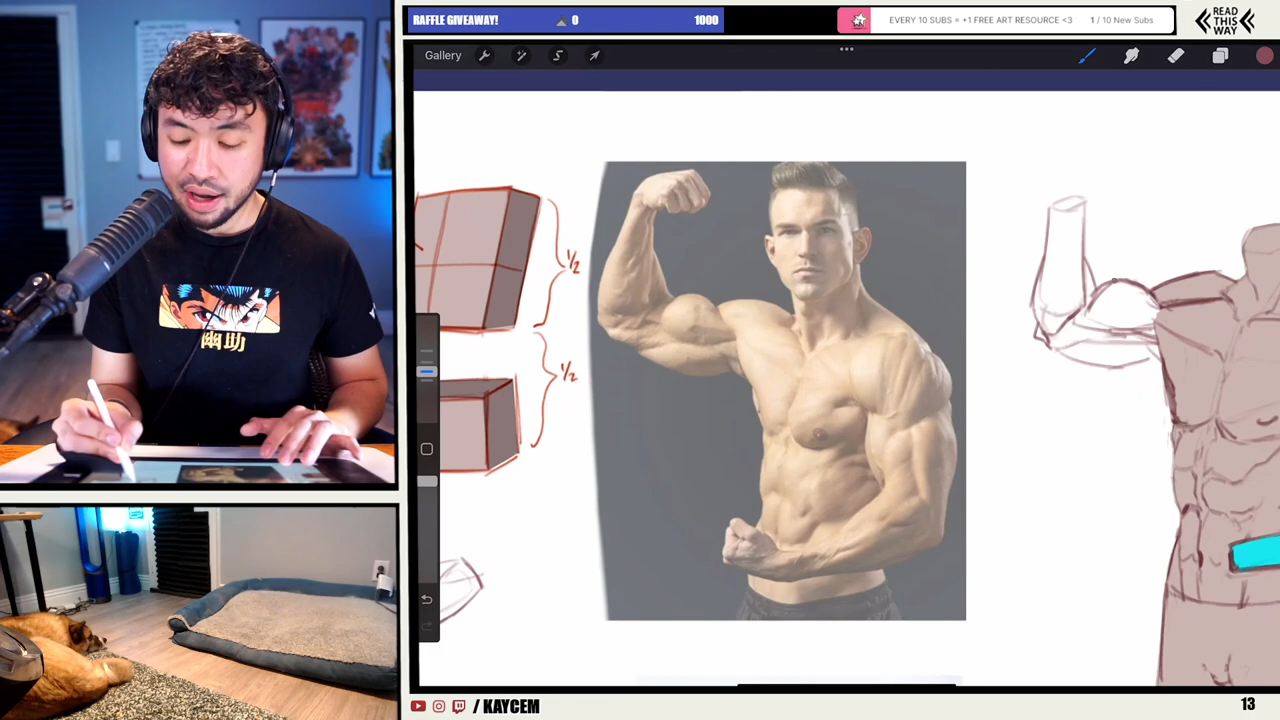 RAFFLE GIVEAWAY! 0 1000
EVERY 10 SUBS = +1 FREE ART RESOURCE <3 1 / 10 New Subs
READ
THIS
WAY
Gallery
1/2
1/2
幽助
/ KAYCEM
13